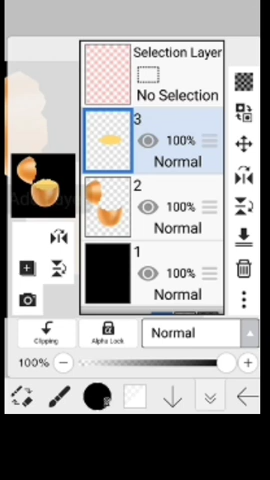 Selection Layer
No Selection
3
100%
Normal
2
100%
Normal
1
100%
Normal
Clipping
Alpha Lock
Normal
100%